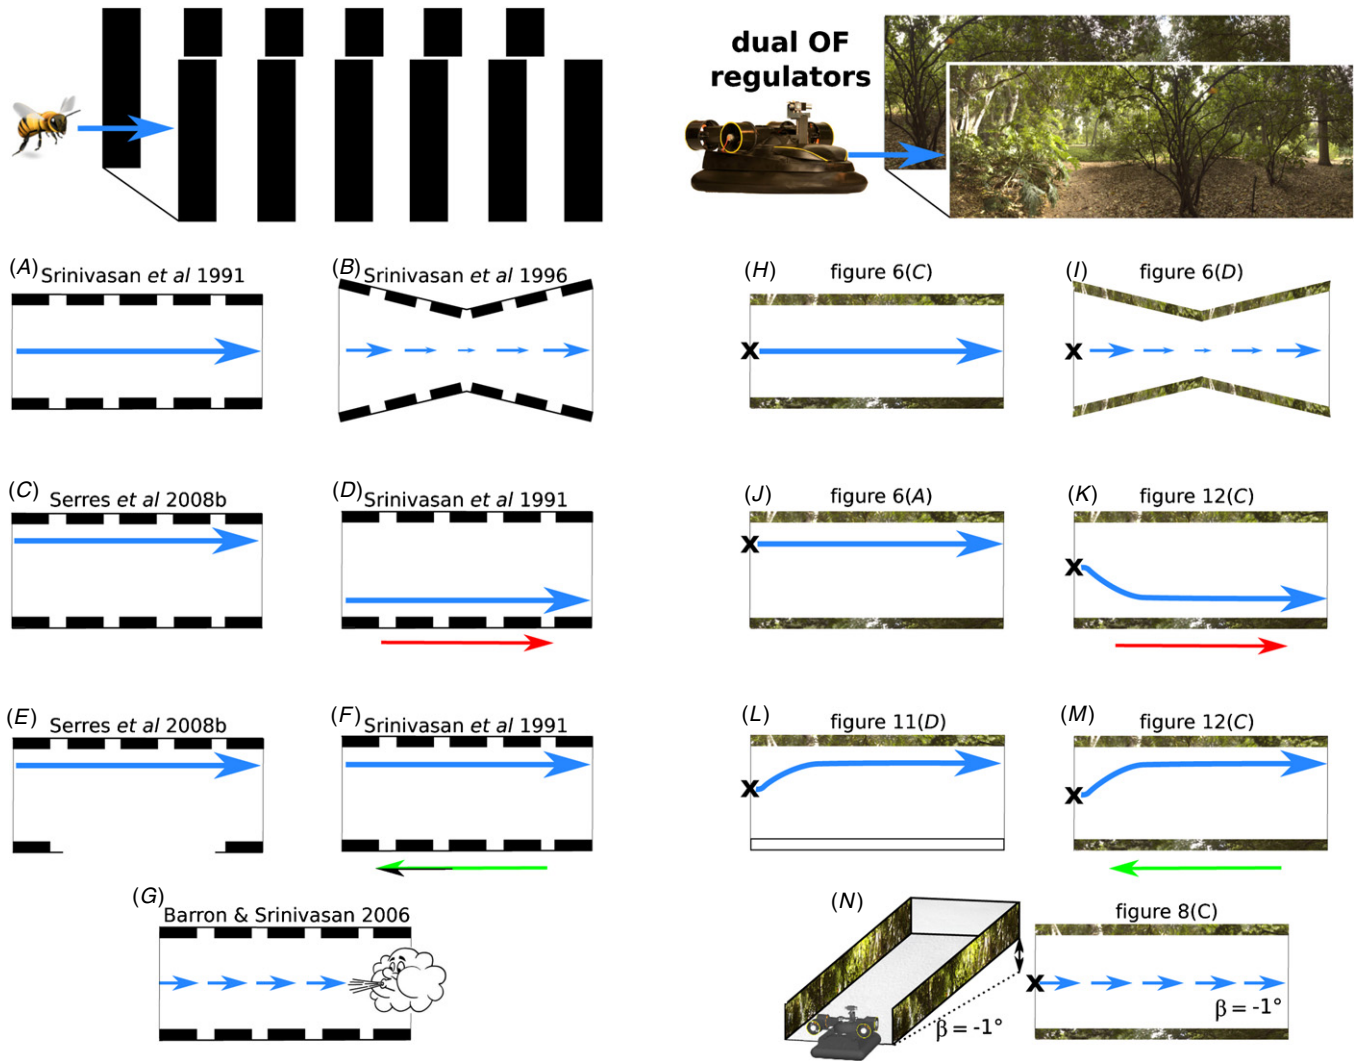 dual OF
regulators
(A)
Srinivasan et al 1991
(B)
Srinivasan et al 1996
(H)
figure 6(C)
(I)
figure 6(D)
X
X
(C)
Serres et al 2008b
(D)
Srinivasan et al 1991
(J)
figure 6(A)
(K)
figure 12(C)
X
X
(E)
Serres et al 2008b
(F)
Srinivasan et al 1991
(L)
figure 11(D)
(M)
figure 12(C)
X
X
(G)
Barron & Srinivasan 2006
(N)
figure 8(C)
X
β = -1°
β = -1°